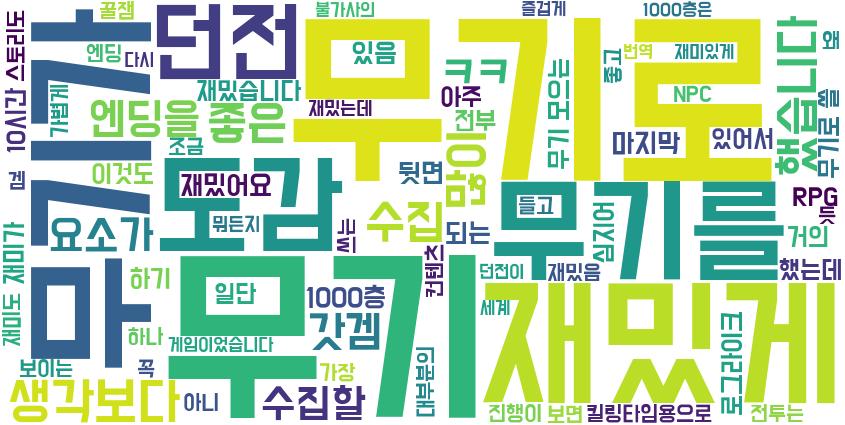 꿀잼
불가사의
즐겁게
1000층은
스토리도
엔딩
다시
던전
있음
무기로
좋고
번역
재미있게
왜
했습니다
10시간
가볍게
마기가
재밌습니다
ㅋㅋ
아주
NPC
쓸
엔딩을
좋은
재밌는데
전부
무기 모으는
마지막
있어서
무기로
겜
이것도
조금
재밌어요
도감
뒷면
많이
무기를
들고
심지어
RPG
듯
요소가
뭐든지
쓰는
수집
되는
거의
재미가
하기
일단
1000층
컨텐츠
던전이
재밌음
했는데
재미도
하나
게임이었습니다
무기
갓겜
세계
재밌게
로그라이크
보이는
꼭
가장
대부분의
생각보다
아니
수집할
진행이
보면
킬링타임용으로
전투는